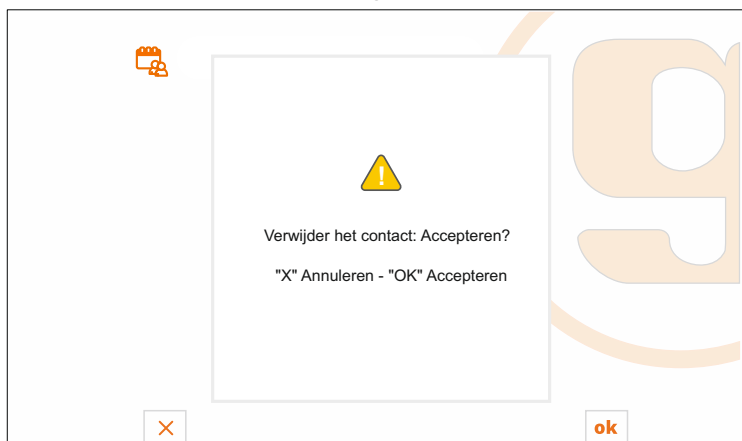 Verwijder het contact: Accepteren?
"X" Annuleren - "OK" Accepteren
ok